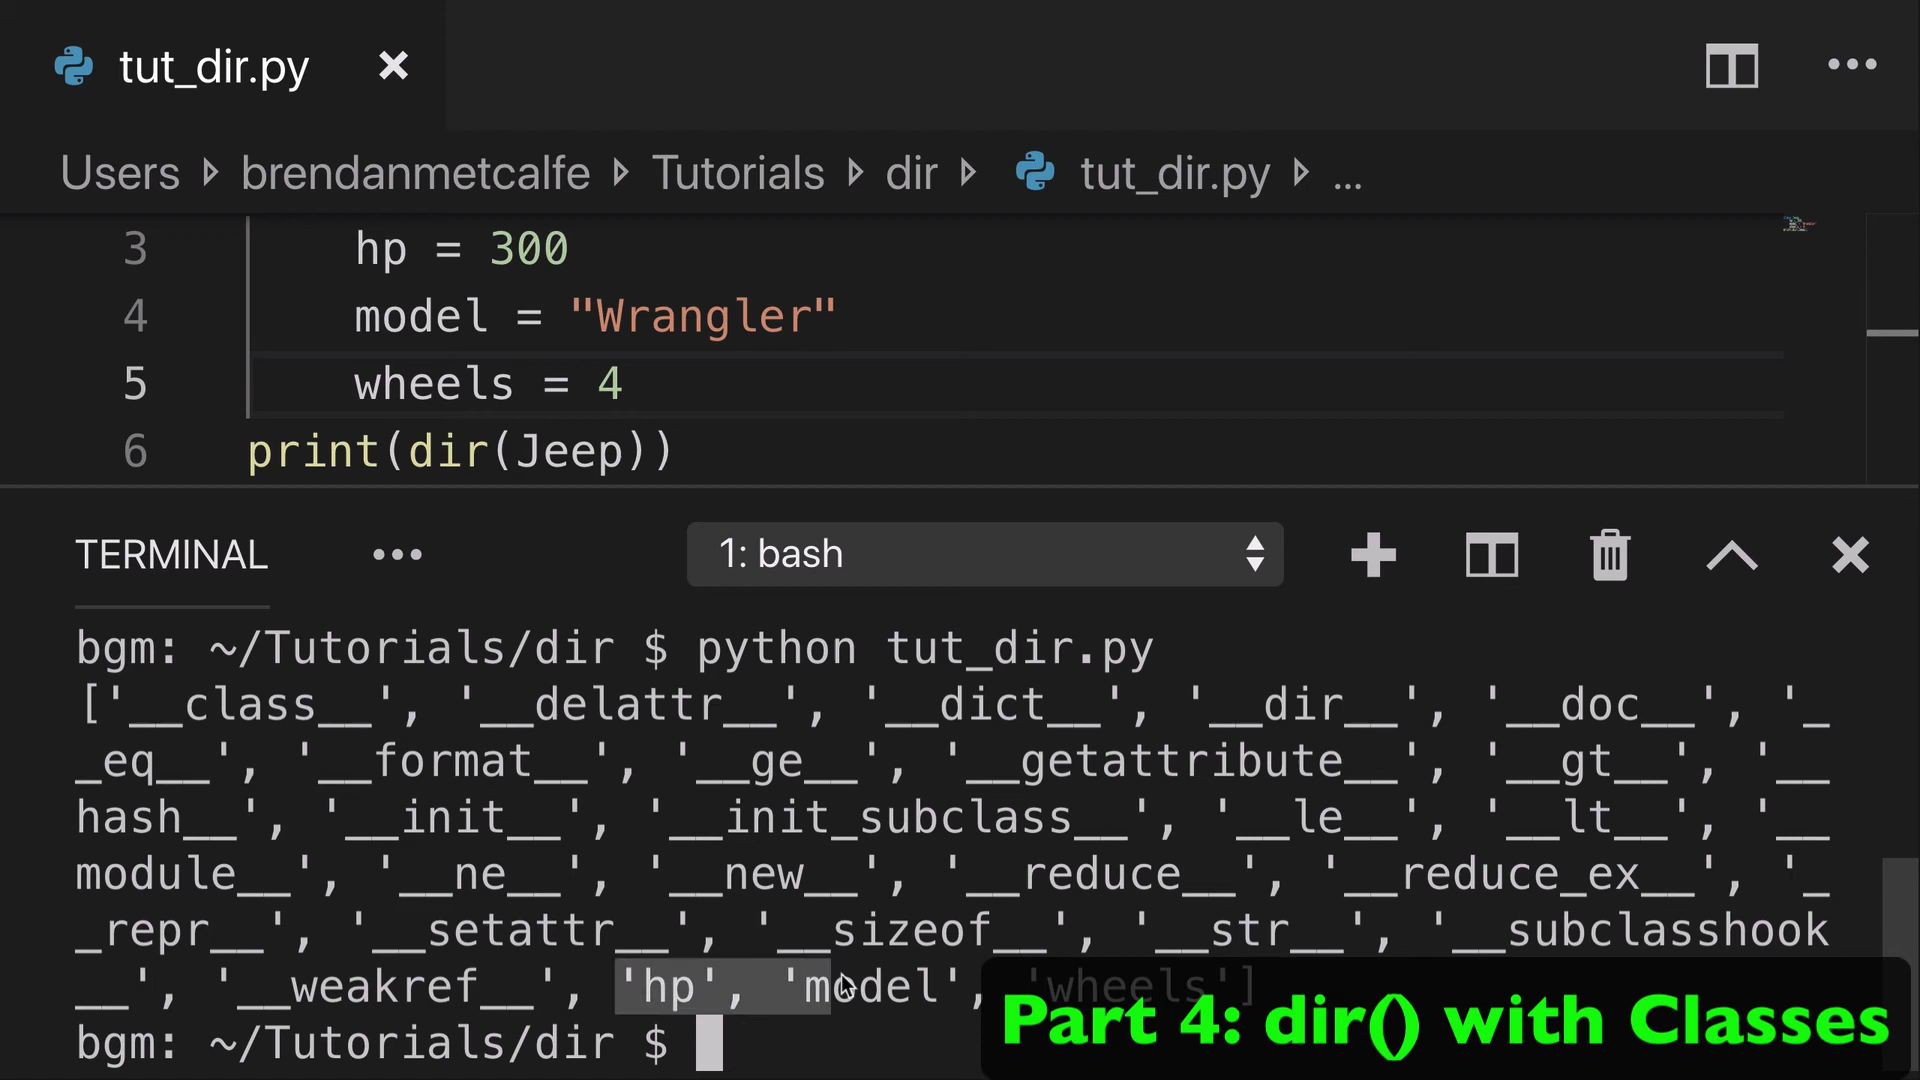 tut_dir.py
Users brendanmetcalfe Tutorials dir tut_dir.py ...
3 hp = 300
4 model = "Wrangler"
5 wheels = 4
6 print(dir(Jeep))
TERMINAL
1: bash
bgm: ~/Tutorials/dir $ python tut_dir.py
['__class__', '__delattr__', '__dict__', '__dir__', '__doc__', '_
_eq__', '__format__', '__ge__', '__getattribute__', '__gt__', '__
hash__', '__init__', '__init_subclass__', '__le__', '__lt__', '__
module__', '__ne__', '__new__', '__reduce__', '__reduce_ex__', '_
_repr__', '__setattr__', '__sizeof__', '__str__', '__subclasshook
__', '__weakref__', 'hp', 'model', 'wheels']
bgm: ~/Tutorials/dir $
Part 4: dir() with Classes